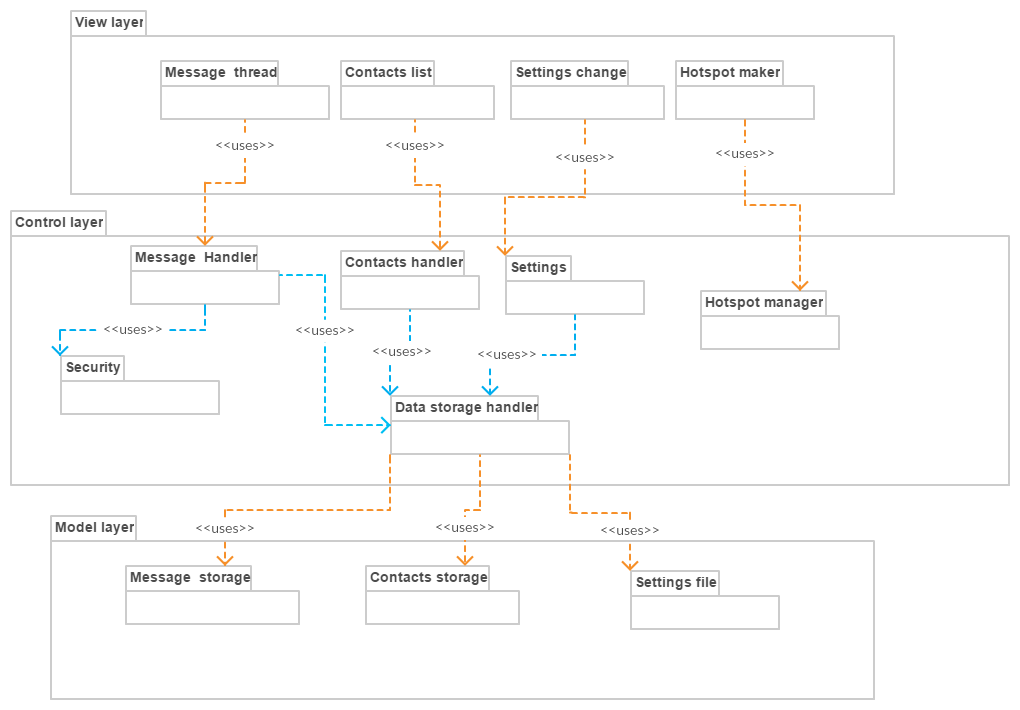 View layer
Message  thread
Contacts list
Settings change
Hotspot maker
<<uses>>
<<uses>>
<<uses>>
<<uses>>
Control layer
Message  Handler
Contacts handler
Settings
Hotspot manager
<<uses>>
<<uses>>
<<uses>>
<<uses>>
Security
Data storage handler
Model layer
<<uses>>
<<uses>>
<<uses>>
Message  storage
Contacts storage
Settings file